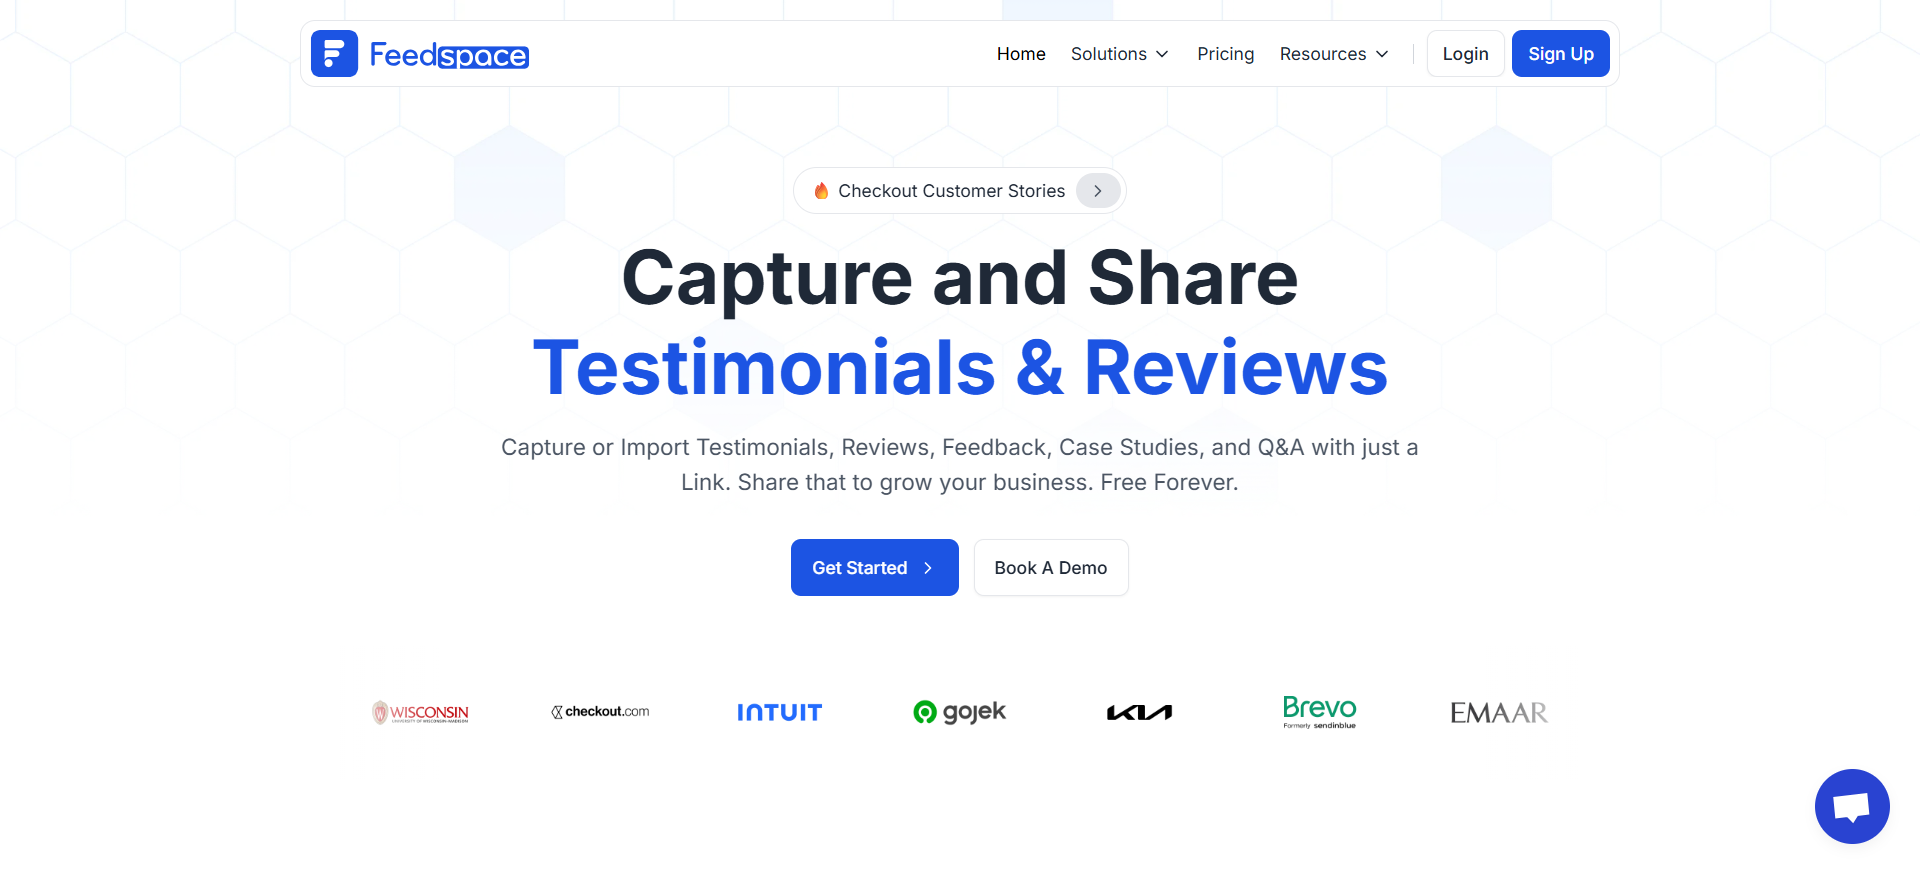 Feedspace
Home
Solutions
Pricing
Resources
Login
Sign Up
Checkout Customer Stories
Capture and Share
Testimonials & Reviews
Capture or Import Testimonials, Reviews, Feedback, Case Studies, and Q&A with just a
Link. Share that to grow your business. Free Forever.
Get Started
Book A Demo
WISCONSIN
UNIVERSITY OF WISCONSIN-MADISON
checkout.com
INTUIT
gojek
KIA
Brevo
Formerly sendinblue
EMAAR